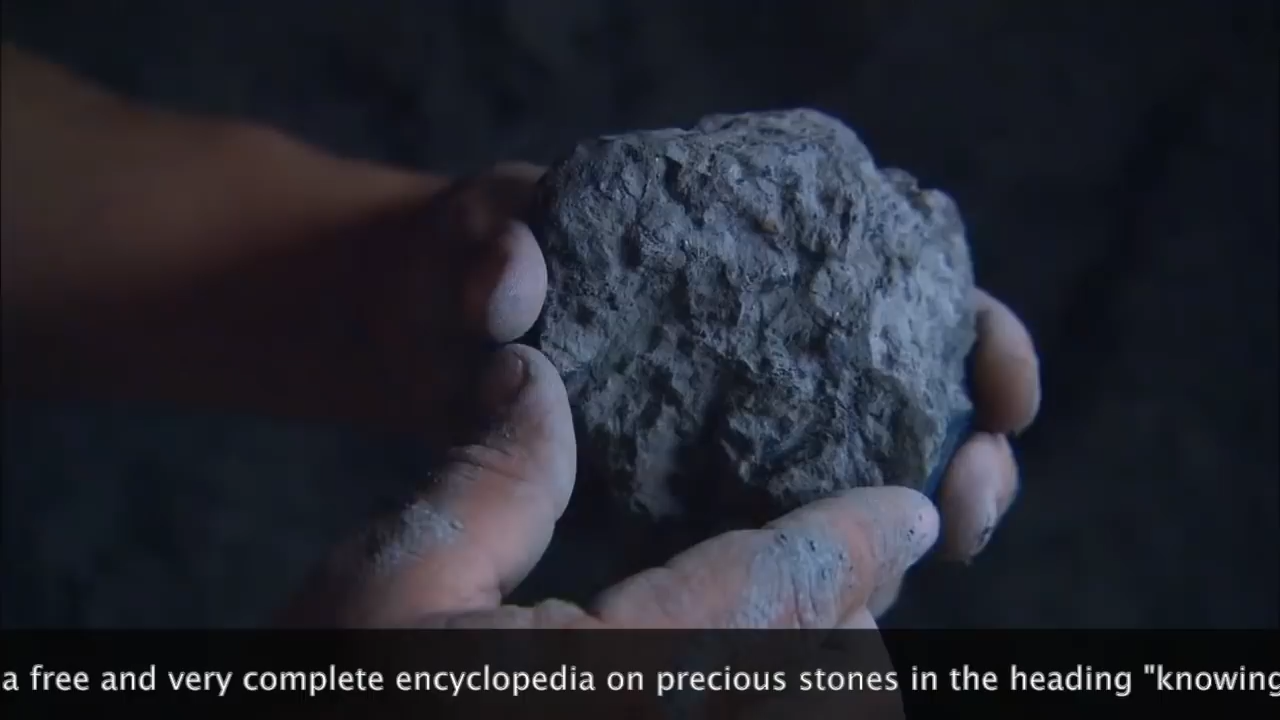 a free and very complete encyclopedia on precious stones in the heading "knowing